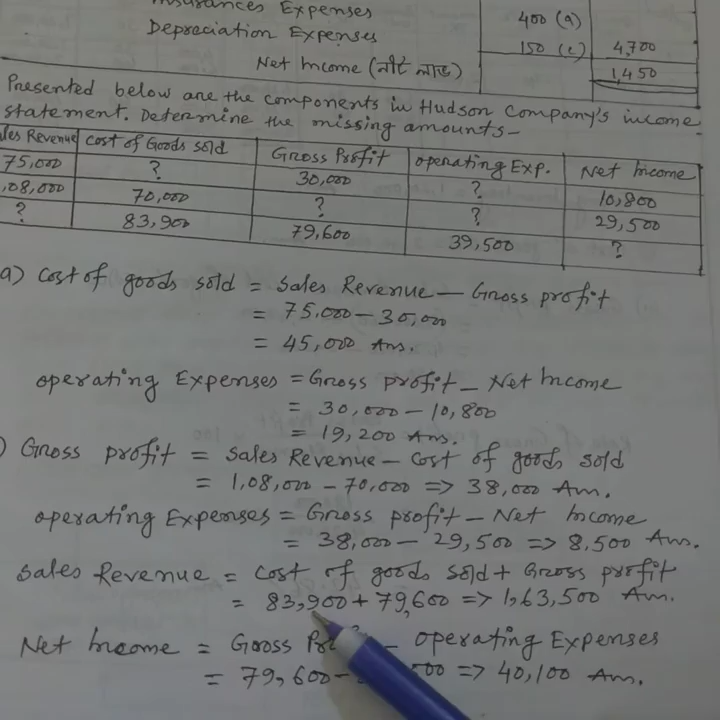 Insurances Expenses 400 (a)
Depreciation Expenses 150 (c) 4,700
Net Income (नीट लाभ) 1,450
Presented below are the components in Hudson Company's income
statement. Determine the missing amounts-
ales Revenue Cost of Goods sold Gross Profit operating Exp. Net Income
75,000 ? 30,000 ? 10,800
,08,000 70,000 ? ? 29,500
? 83,900 79,600 39,500 ?
a) Cost of goods sold = Sales Revenue - Gross profit
= 75,000 - 30,000
= 45,000 Ans.
operating Expenses = Gross profit - Net Income
= 30,000 - 10,800
= 19,200 Ans.
) Gross profit = Sales Revenue - Cost of goods sold
= 1,08,000 - 70,000 => 38,000 Ans.
operating Expenses = Gross profit - Net Income
= 38,000 - 29,500 => 8,500 Ans.
Sales Revenue = Cost of goods sold + Gross profit
= 83,900 + 79,600 => 1,63,500 Ans.
Net Income = Gross - operating Expenses
= 79,600 - 500 => 40,100 Ans.